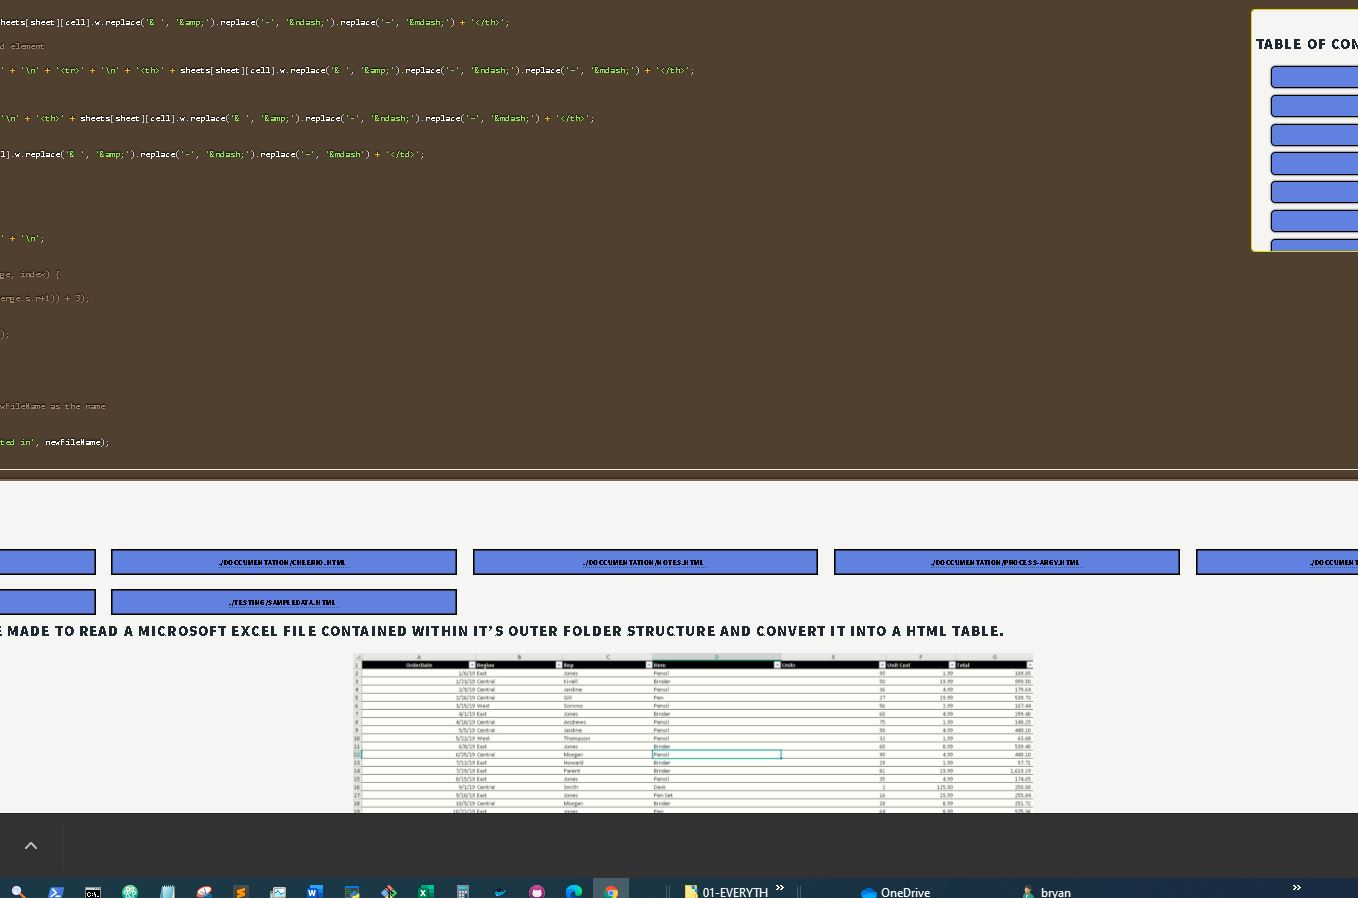 heets[sheet][cell].w.replace('& ', '&amp;').replace('-', '&ndash;').replace('–', '&mdash;') + '</th>';
d element
' + '\n' + '<tr>' + '\n' + '<th>' + sheets[sheet][cell].w.replace('& ', '&amp;').replace('-', '&ndash;').replace('–', '&mdash;') + '</th>';
'\n' + '<th>' + sheets[sheet][cell].w.replace('& ', '&amp;').replace('-', '&ndash;').replace('–', '&mdash;') + '</th>';
l].w.replace('& ', '&amp;').replace('-', '&ndash;').replace('–', '&mdash') + '</td>';
' + '\n';
ge, index) {
erge.s.r+1)) + 3);
);
wFileName as the name
ted in', newFileName);
TABLE OF CON
./DOCCUMENTATION/CHEERIO.HTML
./DOCCUMENTATION/NOTES.HTML
./DOCCUMENTATION/PROCESS-ARGV.HTML
./DOCCUMENT
./TESTING/SAMPLEDATA.HTML
E MADE TO READ A MICROSOFT EXCEL FILE CONTAINED WITHIN IT'S OUTER FOLDER STRUCTURE AND CONVERT IT INTO A HTML TABLE.
A B C D E F G
1 OrderDate Region Rep Item Units Unit Cost Total
2 1/6/19 East Jones Pencil 95 1.99 189.05
3 1/23/19 Central Kivell Binder 50 19.99 999.50
4 2/9/19 Central Jardine Pencil 36 4.99 179.64
5 2/26/19 Central Gill Pen 27 19.99 539.73
6 3/15/19 West Sorvino Pencil 56 2.99 167.44
7 4/1/19 East Jones Binder 60 4.99 299.40
8 4/18/19 Central Andrews Pencil 75 1.99 149.25
9 5/5/19 Central Jardine Pencil 90 4.99 449.10
10 5/22/19 West Thompson Pencil 32 1.99 63.68
11 6/8/19 East Jones Binder 60 8.99 539.40
12 6/25/19 Central Morgan Pencil 90 4.99 449.10
13 7/12/19 East Howard Binder 29 1.99 57.71
14 7/29/19 East Parent Binder 81 19.99 1,619.19
15 8/15/19 East Jones Pencil 35 4.99 174.65
16 9/1/19 Central Smith Desk 2 125.00 250.00
17 9/18/19 East Jones Pen Set 16 15.99 255.84
18 10/5/19 Central Morgan Binder 28 8.99 251.72
19 10/22/19 East Jones Pen 64 8.99 575.36
01-EVERYTH
OneDrive
bryan